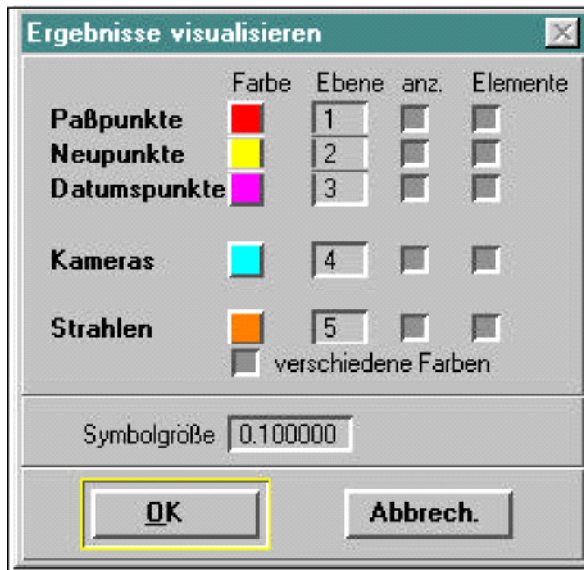 Ergebnisse visualisieren
Farbe Ebene anz. Elemente
Paßpunkte 1
Neupunkte 2
Datumspunkte 3
Kameras 4
Strahlen 5
verschiedene Farben
Symbolgröße 0.100000
OK Abbrech.